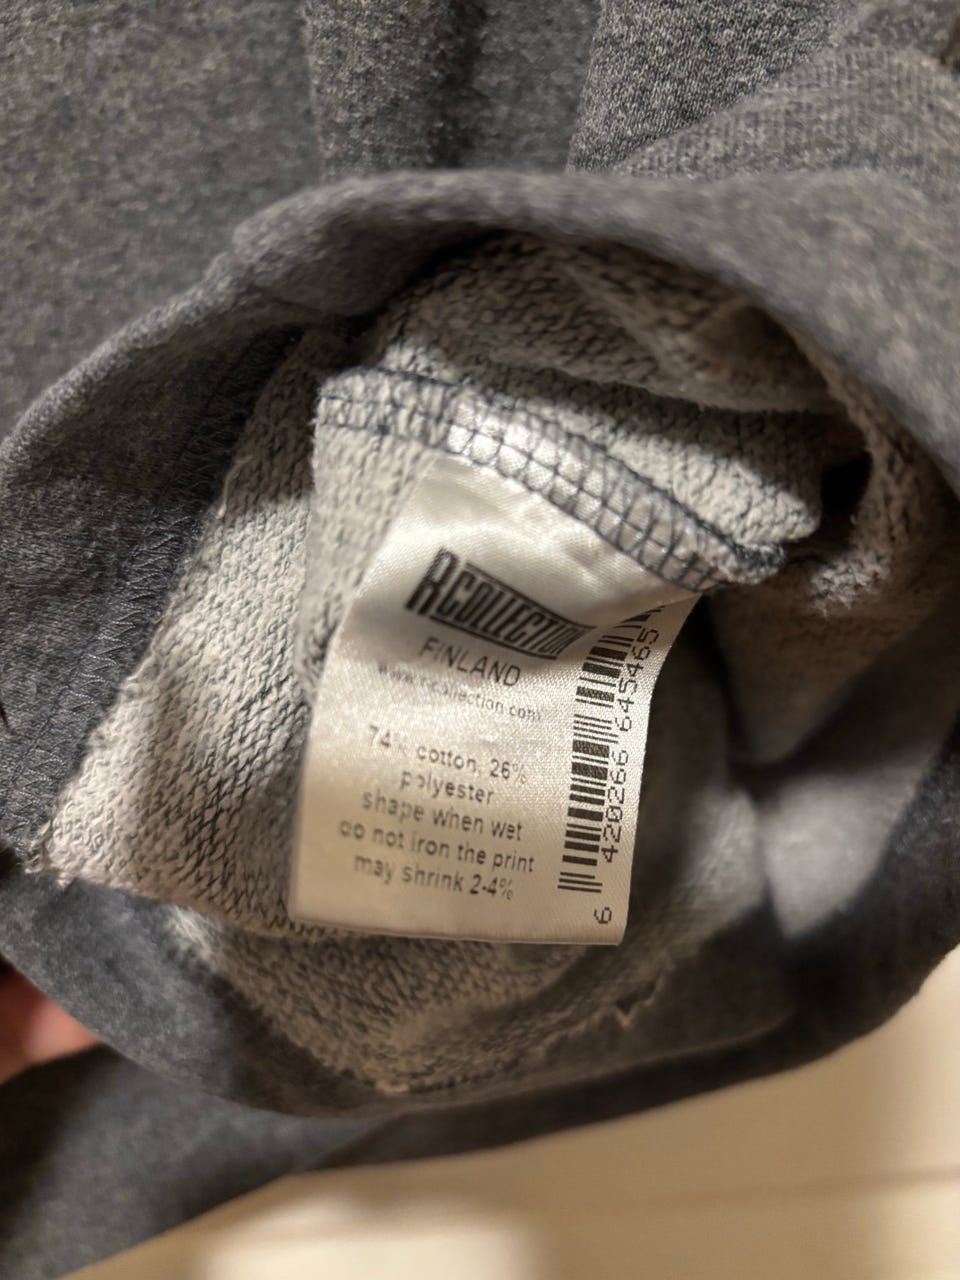 RCOLLECTION
FINLAND
www.rcollection.com
74% cotton, 26%
polyester
shape when wet
do not iron the print
may shrink 2-4%
6 420266 645465